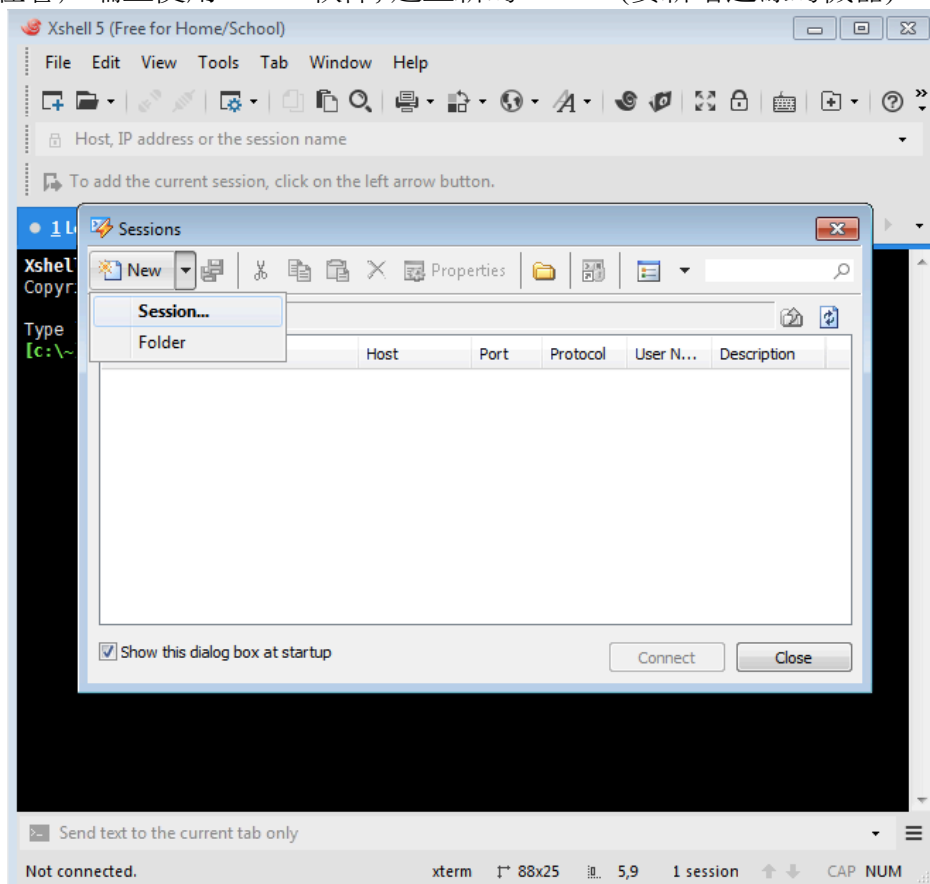 Xshell 5 (Free for Home/School)
File Edit View Tools Tab Window Help
Host, IP address or the session name
To add the current session, click on the left arrow button.
1 L
Sessions
Xshel
Copyr
New
Properties
Session...
Type
Folder
[c:\~
Host Port Protocol User N... Description
Show this dialog box at startup
Connect Close
Send text to the current tab only
Not connected. xterm 88x25 5,9 1 session CAP NUM